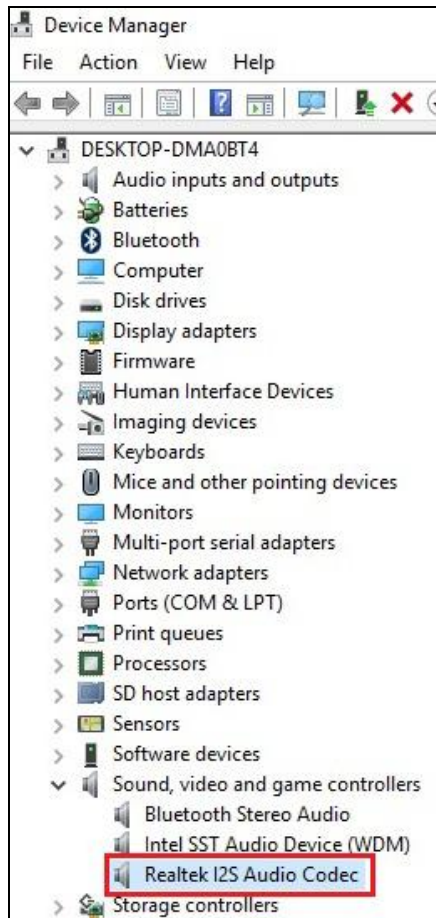 Device Manager
File Action View Help
DESKTOP-DMA0BT4
Audio inputs and outputs
Batteries
Bluetooth
Computer
Disk drives
Display adapters
Firmware
Human Interface Devices
Imaging devices
Keyboards
Mice and other pointing devices
Monitors
Multi-port serial adapters
Network adapters
Ports (COM & LPT)
Print queues
Processors
SD host adapters
Sensors
Software devices
Sound, video and game controllers
Bluetooth Stereo Audio
Intel SST Audio Device (WDM)
Realtek I2S Audio Codec
Storage controllers